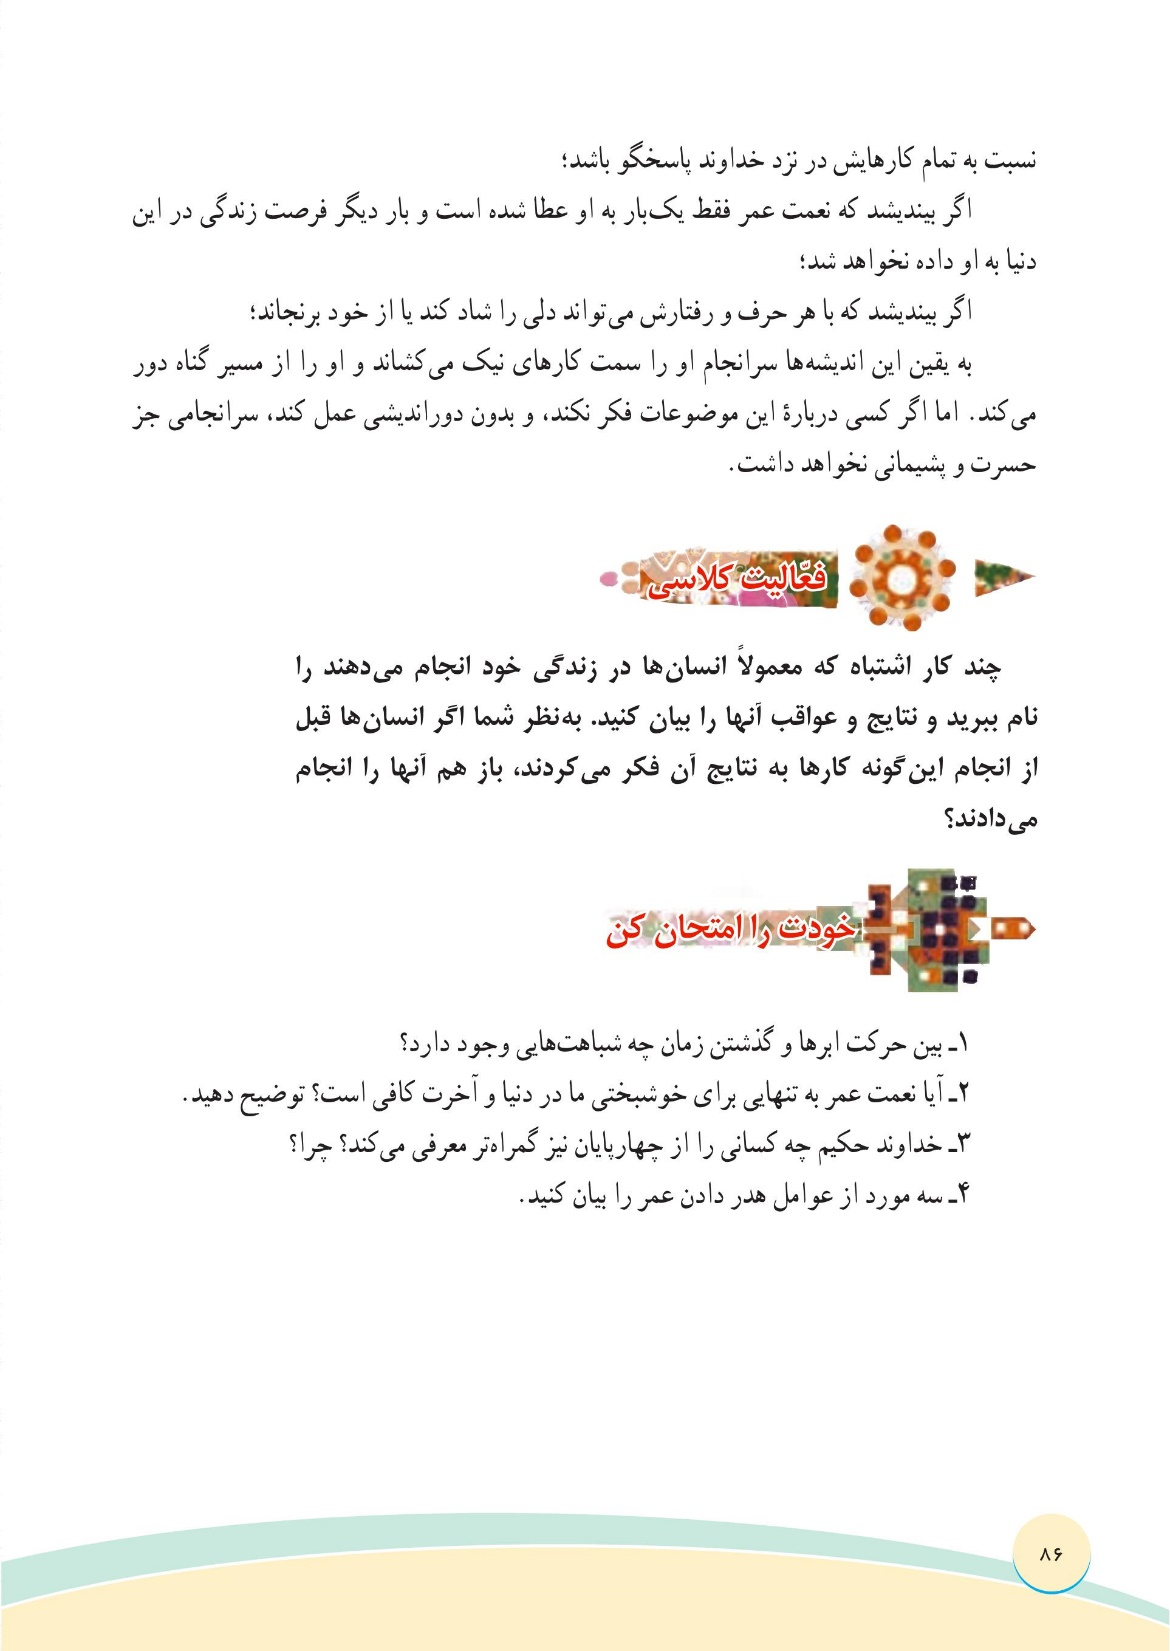 نسبت به تمام کارهایش در نزد خداوند پاسخگو باشد؛
اگر بیندیشد که نعمت عمر فقط یک‌بار به او عطا شده است و بار دیگر فرصت زندگی در این
دنیا به او داده نخواهد شد؛
اگر بیندیشد که با هر حرف و رفتارش می‌تواند دلی را شاد کند یا از خود برنجاند؛
به یقین این اندیشه‌ها سرانجام او را سمت کارهای نیک می‌کشاند و او را از مسیر گناه دور
می‌کند. اما اگر کسی دربارهٔ این موضوعات فکر نکند، و بدون دوراندیشی عمل کند، سرانجامی جز
حسرت و پشیمانی نخواهد داشت.
فعّالیت کلاسی
چند کار اشتباه که معمولاً انسان‌ها در زندگی خود انجام می‌دهند را
نام ببرید و نتایج و عواقب آنها را بیان کنید. به‌نظر شما اگر انسان‌ها قبل
از انجام این‌گونه کارها به نتایج آن فکر می‌کردند، باز هم آنها را انجام
می‌دادند؟
خودت را امتحان کن
۱ـ بین حرکت ابرها و گذشتن زمان چه شباهت‌هایی وجود دارد؟
۲ـ آیا نعمت عمر به تنهایی برای خوشبختی ما در دنیا و آخرت کافی است؟ توضیح دهید.
۳ـ خداوند حکیم چه کسانی را از چهارپایان نیز گمراه‌تر معرفی می‌کند؟ چرا؟
۴ـ سه مورد از عوامل هدر دادن عمر را بیان کنید.
۸۶